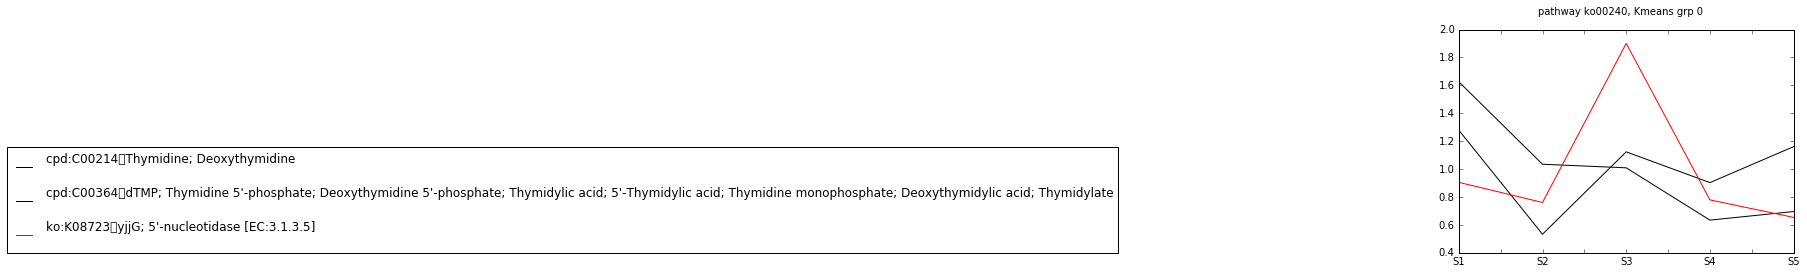 pathway ko00240, Kmeans grp 0
2.0
1.8
1.6
1.4
1.2
1.0
0.8
0.6
0.4
S1 S2 S3 S4 S5
cpd:C00214▯Thymidine; Deoxythymidine
cpd:C00364▯dTMP; Thymidine 5'-phosphate; Deoxythymidine 5'-phosphate; Thymidylic acid; 5'-Thymidylic acid; Thymidine monophosphate; Deoxythymidylic acid; Thymidylate
ko:K08723▯yjjG; 5'-nucleotidase [EC:3.1.3.5]